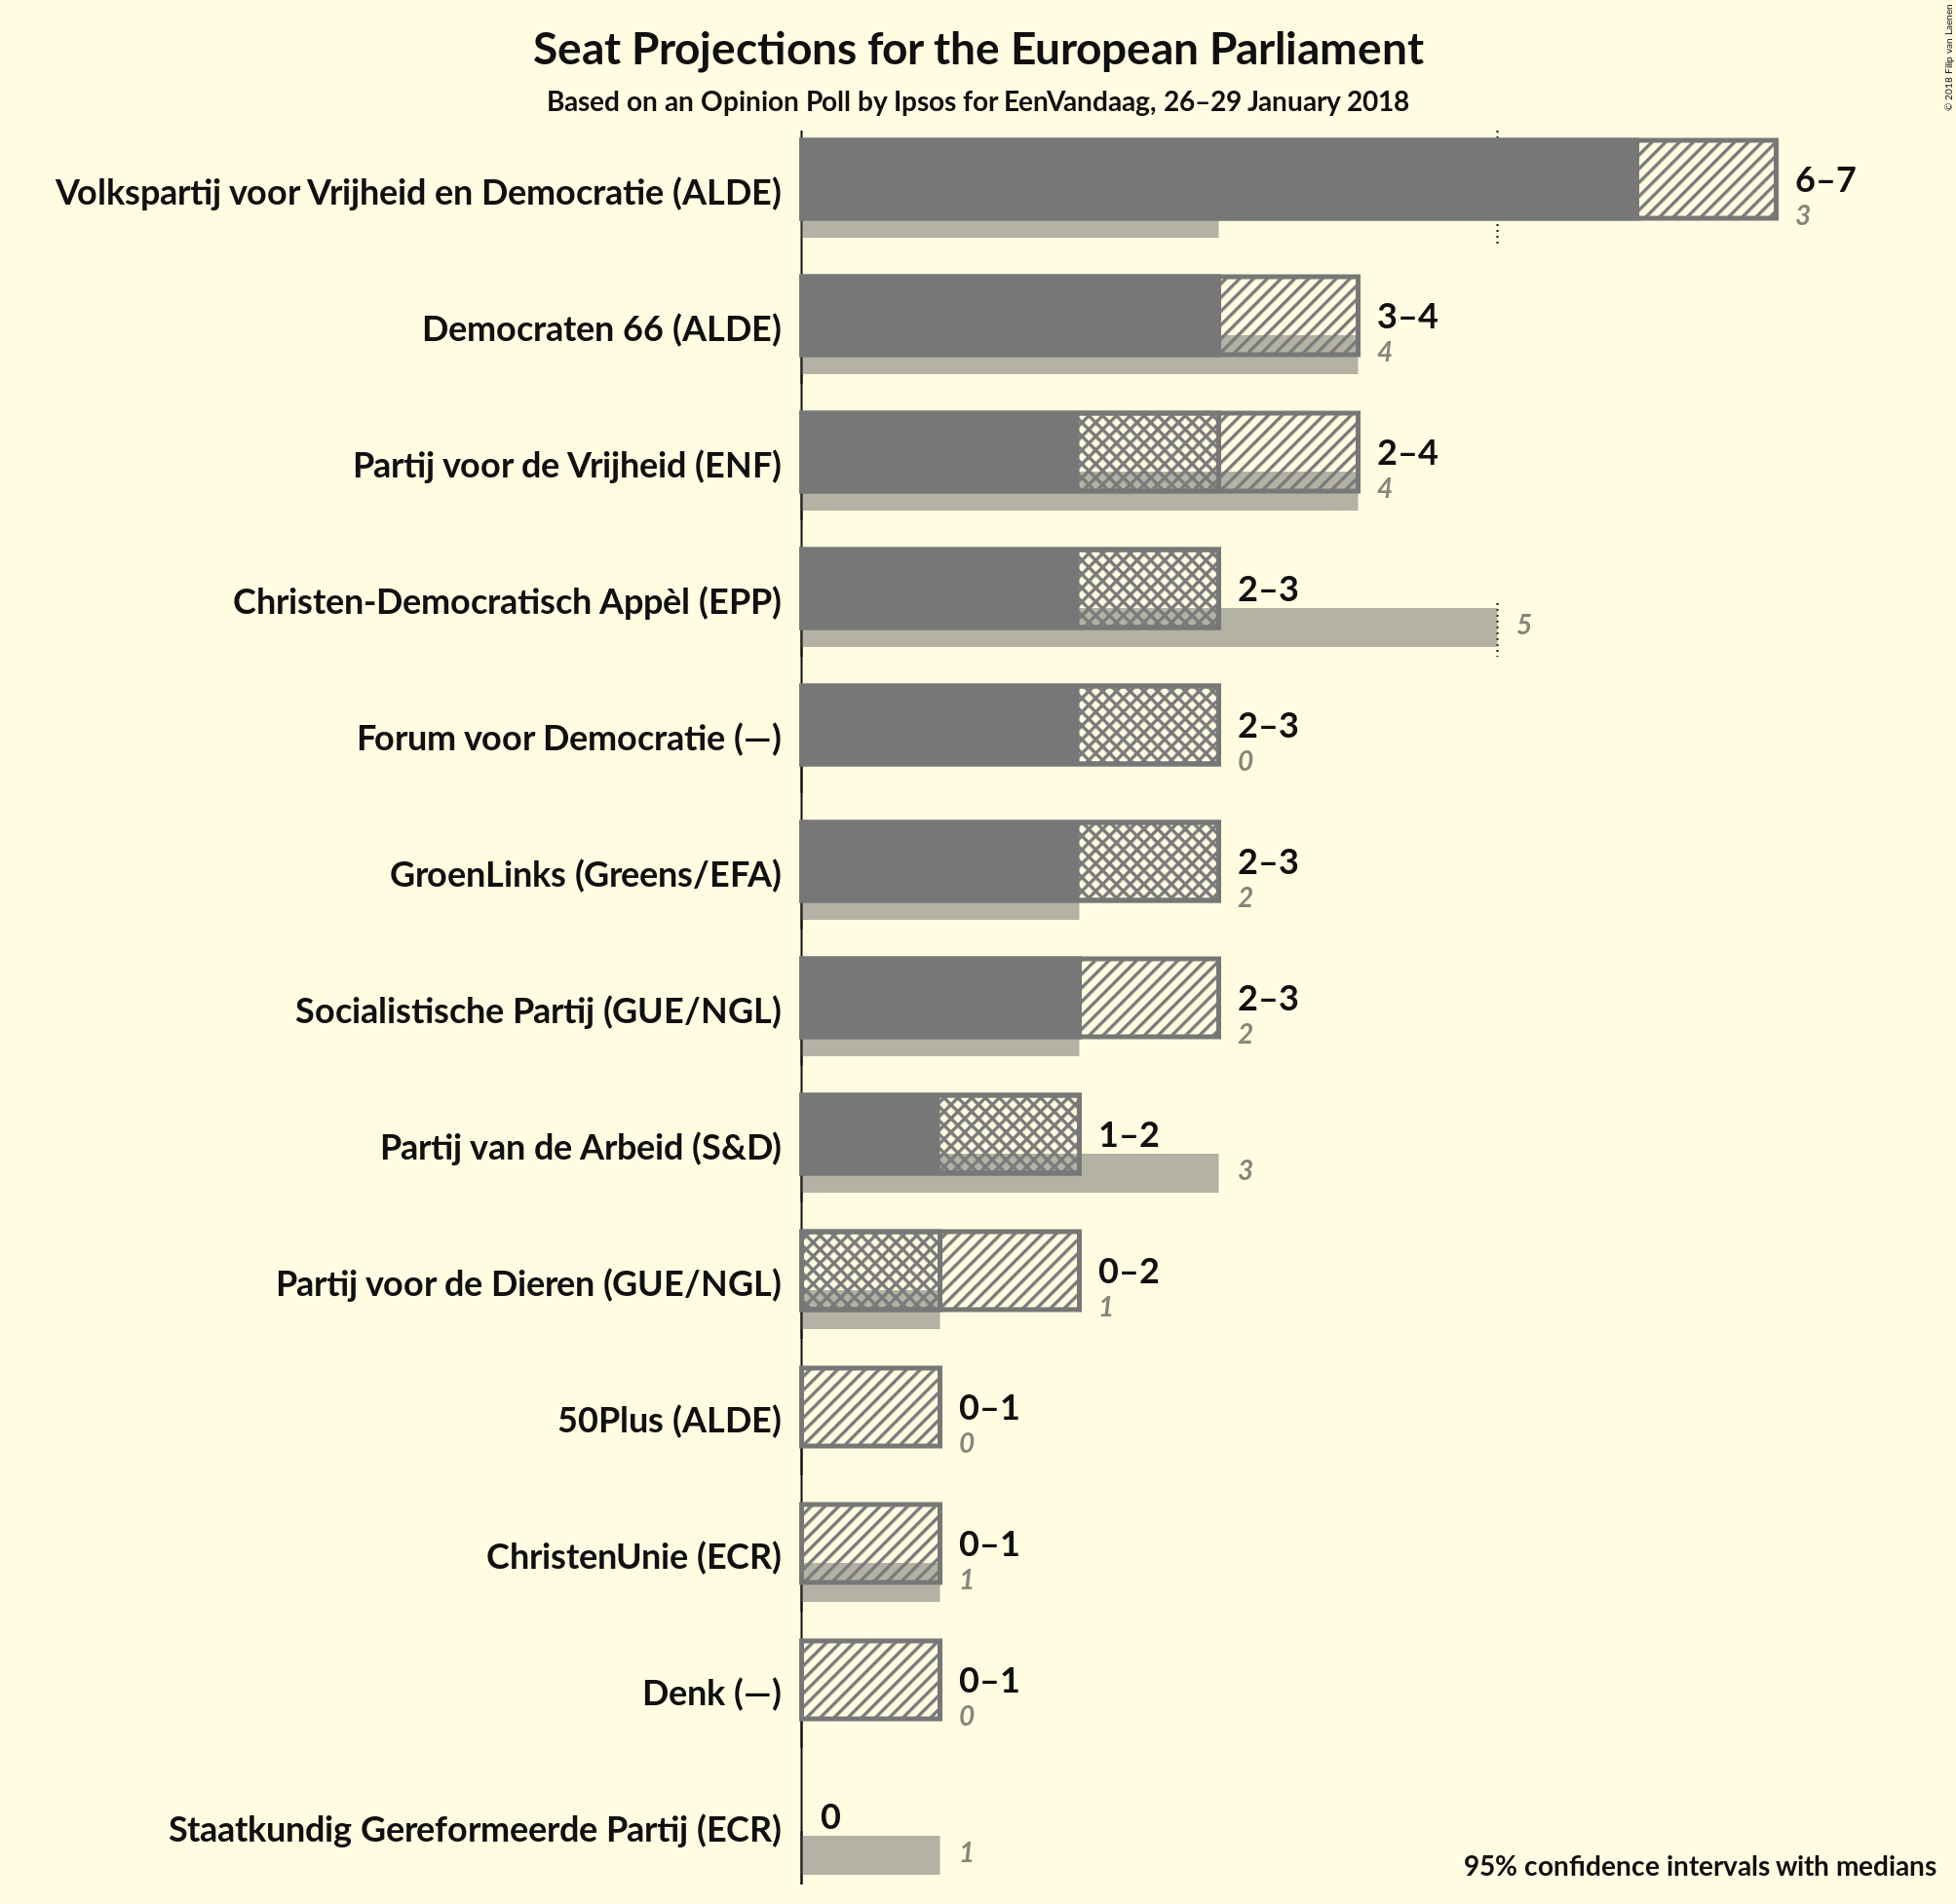 Seat Projections for the European Parliament
Based on an Opinion Poll by Ipsos for EenVandaag, 26–29 January 2018
© 2018 Filip van Laenen
Volkspartij voor Vrijheid en Democratie (ALDE)
6–7
3
Democraten 66 (ALDE)
3–4
4
Partij voor de Vrijheid (ENF)
2–4
4
Christen-Democratisch Appèl (EPP)
2–3
5
Forum voor Democratie (—)
2–3
0
GroenLinks (Greens/EFA)
2–3
2
Socialistische Partij (GUE/NGL)
2–3
2
Partij van de Arbeid (S&D)
1–2
3
Partij voor de Dieren (GUE/NGL)
0–2
1
50Plus (ALDE)
0–1
0
ChristenUnie (ECR)
0–1
1
Denk (—)
0–1
0
Staatkundig Gereformeerde Partij (ECR)
0
1
95% confidence intervals with medians